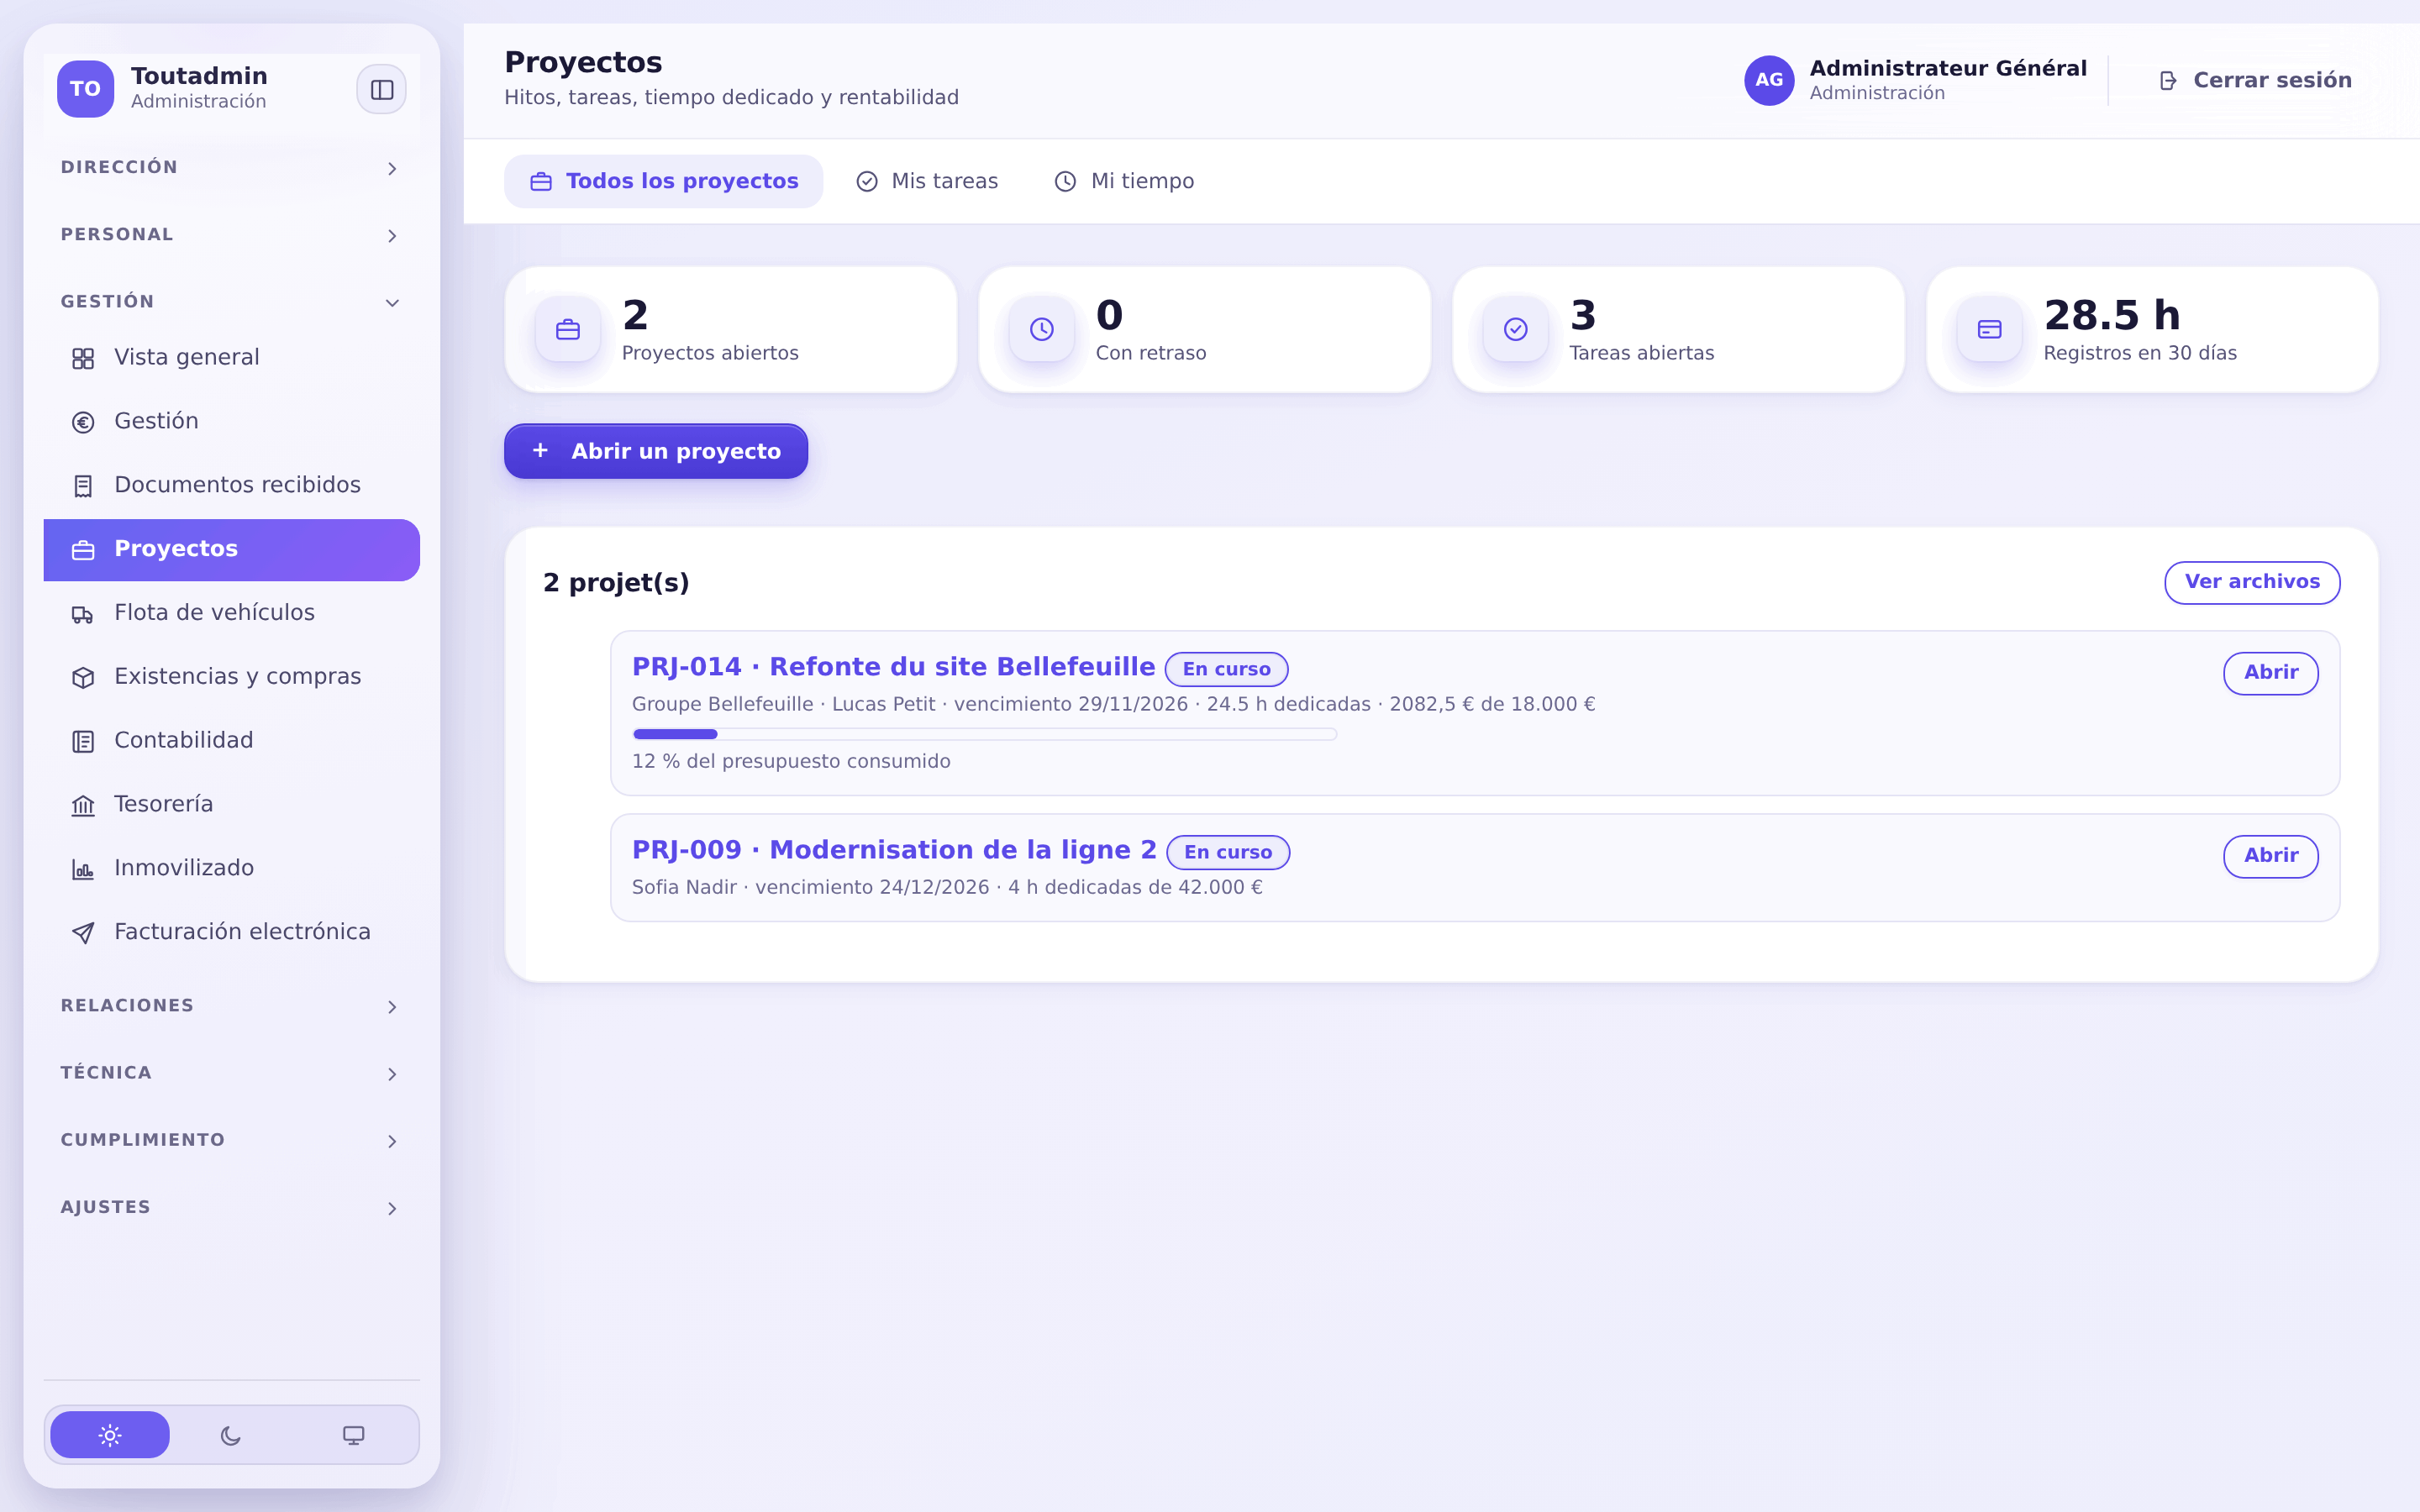 TO
Toutadmin
Administración
DIRECCIÓN
PERSONAL
GESTIÓN
Vista general
Gestión
Documentos recibidos
Proyectos
Flota de vehículos
Existencias y compras
Contabilidad
Tesorería
Inmovilizado
Facturación electrónica
RELACIONES
TÉCNICA
CUMPLIMIENTO
AJUSTES
Proyectos
Hitos, tareas, tiempo dedicado y rentabilidad
AG
Administrateur Général
Administración
Cerrar sesión
Todos los proyectos
Mis tareas
Mi tiempo
2
Proyectos abiertos
0
Con retraso
3
Tareas abiertas
28.5 h
Registros en 30 días
+ Abrir un proyecto
2 projet(s)
Ver archivos
PRJ-014 · Refonte du site Bellefeuille En curso
Abrir
Groupe Bellefeuille · Lucas Petit · vencimiento 29/11/2026 · 24.5 h dedicadas · 2082,5 € de 18.000 €
12 % del presupuesto consumido
PRJ-009 · Modernisation de la ligne 2 En curso
Abrir
Sofia Nadir · vencimiento 24/12/2026 · 4 h dedicadas de 42.000 €